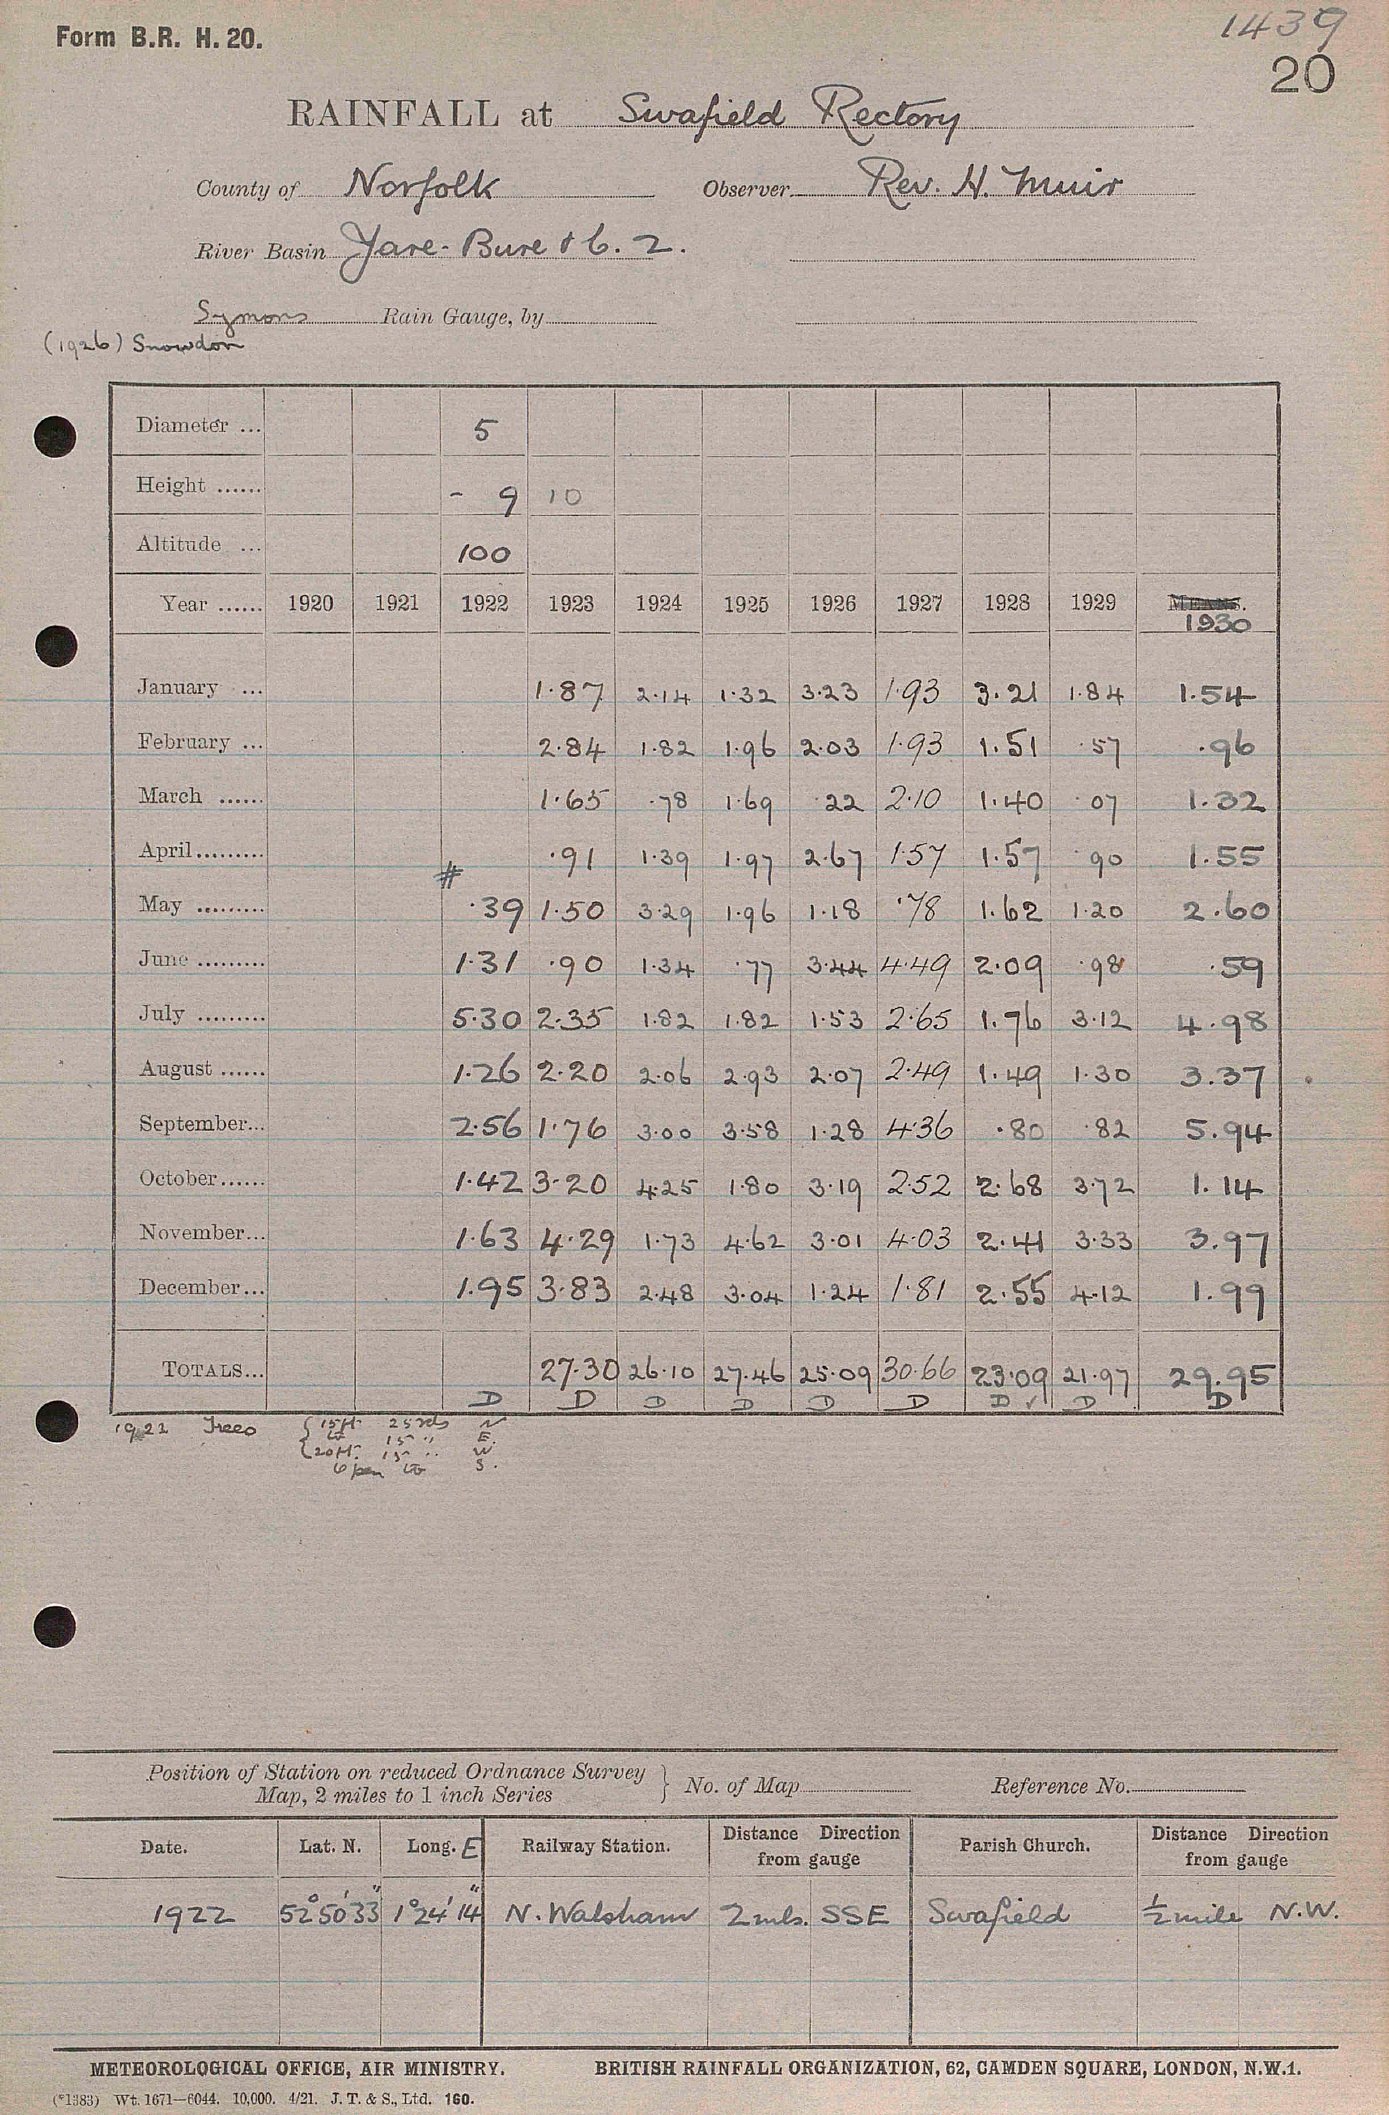 Form B.R. H. 20.
1439
20
RAINFALL at Swafield Rectory
County of Norfolk Observer Rev. H. Muir
River Basin Yare-Bure &c. 2.
Symons Rain Gauge, by
(1926) Snowdon
Diameter ... 5
Height ...... - 9 10
Altitude ... 100
Year ...... 1920 1921 1922 1923 1924 1925 1926 1927 1928 1929 MEANS.
1930
January ... 1.87 2.14 1.32 3.23 1.93 3.21 1.84 1.54
February ... 2.84 1.82 1.96 2.03 1.93 1.51 .57 .96
March ...... 1.65 .78 1.69 .22 2.10 1.40 .07 1.32
April......... .91 1.39 1.97 2.67 1.57 1.57 .90 1.55
#
May ......... .39 1.50 3.29 1.96 1.18 .78 1.62 1.20 2.60
June ......... 1.31 .90 1.34 .77 3.44 4.49 2.09 .98 .59
July ......... 5.30 2.35 1.82 1.82 1.53 2.65 1.76 3.12 4.98
August ...... 1.26 2.20 2.06 2.93 2.07 2.49 1.49 1.30 3.37
September... 2.56 1.76 3.00 3.58 1.28 4.36 .80 .82 5.94
October...... 1.42 3.20 4.25 1.80 3.19 2.52 2.68 3.72 1.14
November... 1.63 4.29 1.73 4.62 3.01 4.03 2.41 3.33 3.97
December... 1.95 3.83 2.48 3.04 1.24 1.81 2.55 4.12 1.99
TOTALS... 27.30 26.10 27.46 25.09 30.66 23.09 21.97 29.95
D D D D D D D ✓ D D
1922 Trees { 15ft. 25 yds N
to 15 " E.
{ 20ft. 15 " W.
Open to S.
Position of Station on reduced Ordnance Survey
Map, 2 miles to 1 inch Series } No. of Map Reference No.
Date. Lat. N. Long. E Railway Station. Distance Direction from gauge Parish Church. Distance Direction from gauge
1922 52° 50' 33" 1° 24' 14" N. Walsham 2 mls. SSE Swafield ½ mile N.W.
METEOROLOGICAL OFFICE, AIR MINISTRY. BRITISH RAINFALL ORGANIZATION, 62, CAMDEN SQUARE, LONDON, N.W.1.
(*1383) Wt. 1671—6044. 10,000. 4/21. J. T. & S., Ltd. 160.